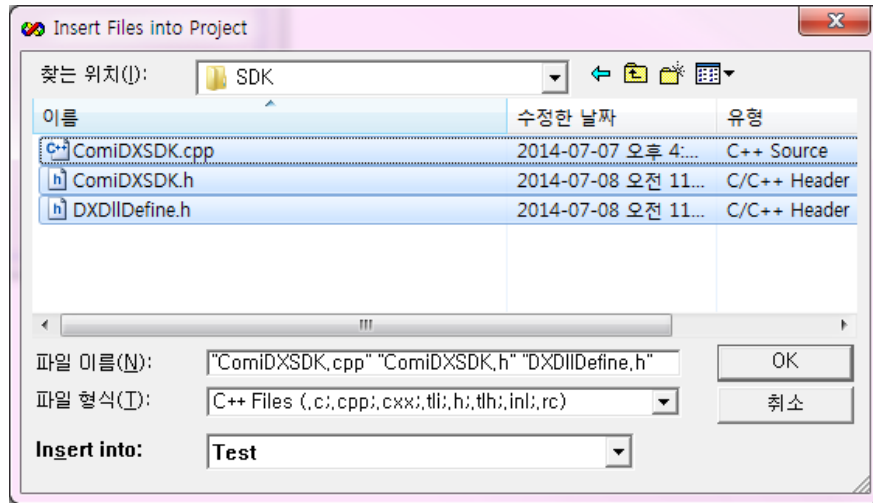 Insert Files into Project
찾는 위치(I): SDK
이름 수정한 날짜 유형
ComiDXSDK.cpp 2014-07-07 오후 4:... C++ Source
ComiDXSDK.h 2014-07-08 오전 11... C/C++ Header
DXDllDefine.h 2014-07-08 오전 11... C/C++ Header
파일 이름(N): "ComiDXSDK.cpp" "ComiDXSDK.h" "DXDllDefine.h" OK
파일 형식(T): C++ Files (.c;.cpp;.cxx;.tli;.h;.tlh;.inl;.rc) 취소
Insert into: Test